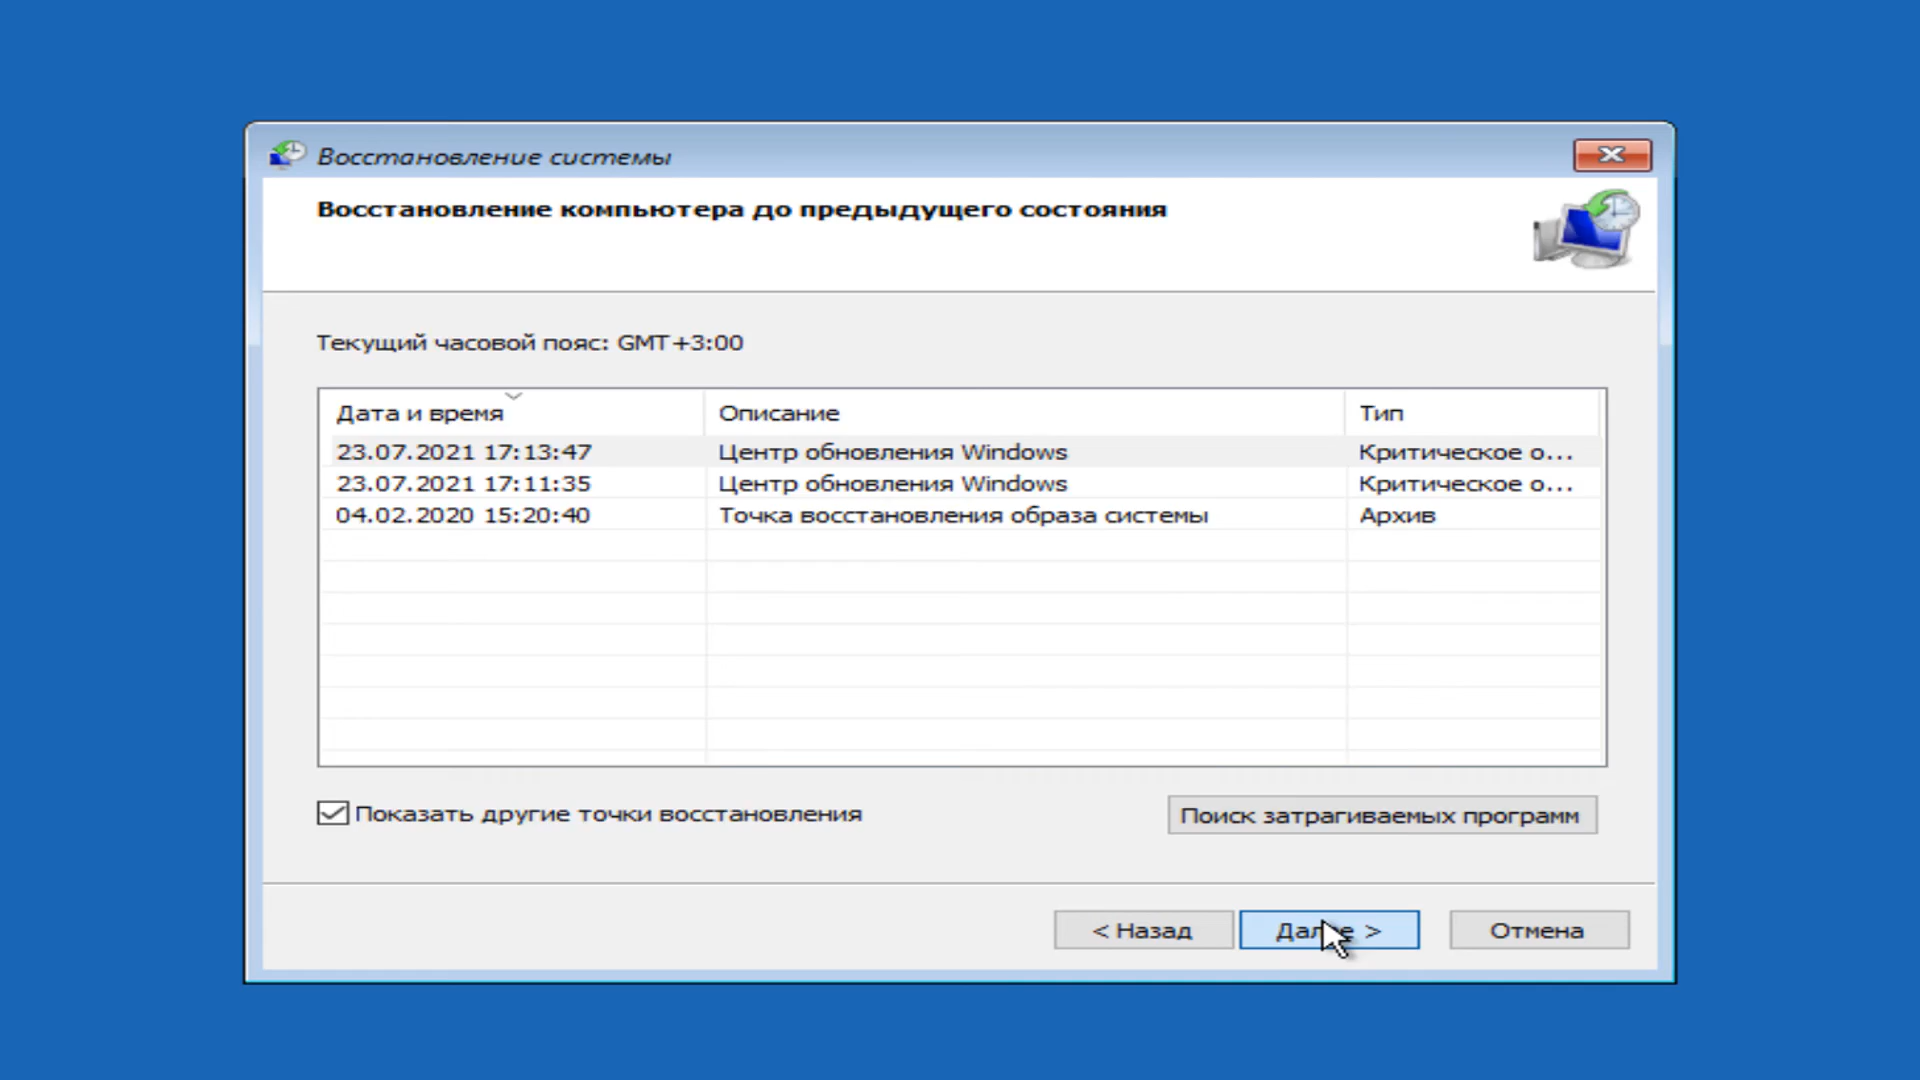 Восстановление системы
Восстановление компьютера до предыдущего состояния
Текущий часовой пояс: GMT+3:00
Дата и время Описание Тип
23.07.2021 17:13:47 Центр обновления Windows Критическое о...
23.07.2021 17:11:35 Центр обновления Windows Критическое о...
04.02.2020 15:20:40 Точка восстановления образа системы Архив
Показать другие точки восстановления Поиск затрагиваемых программ
< Назад Далее > Отмена